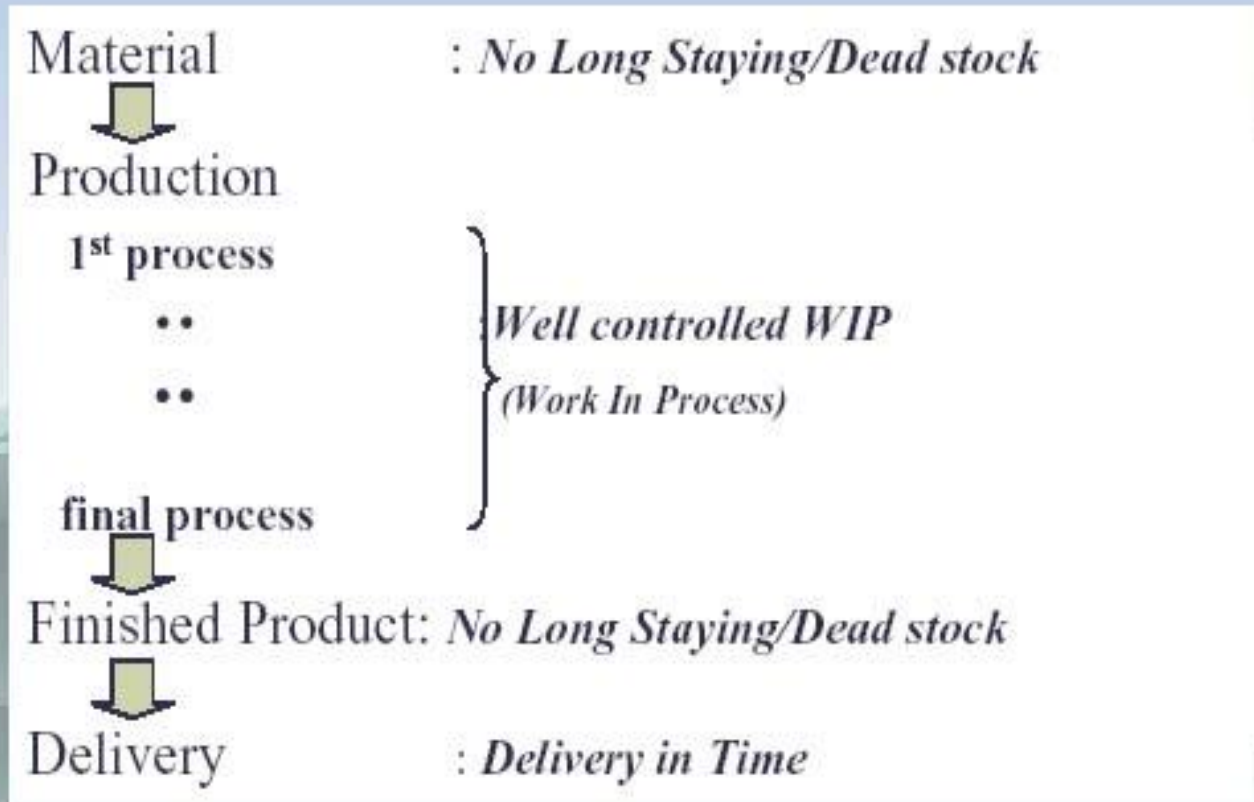 Material : No Long Staying/Dead stock
Production
1st process
••
:Well controlled WIP
••
(Work In Process)
final process
Finished Product: No Long Staying/Dead stock
Delivery : Delivery in Time